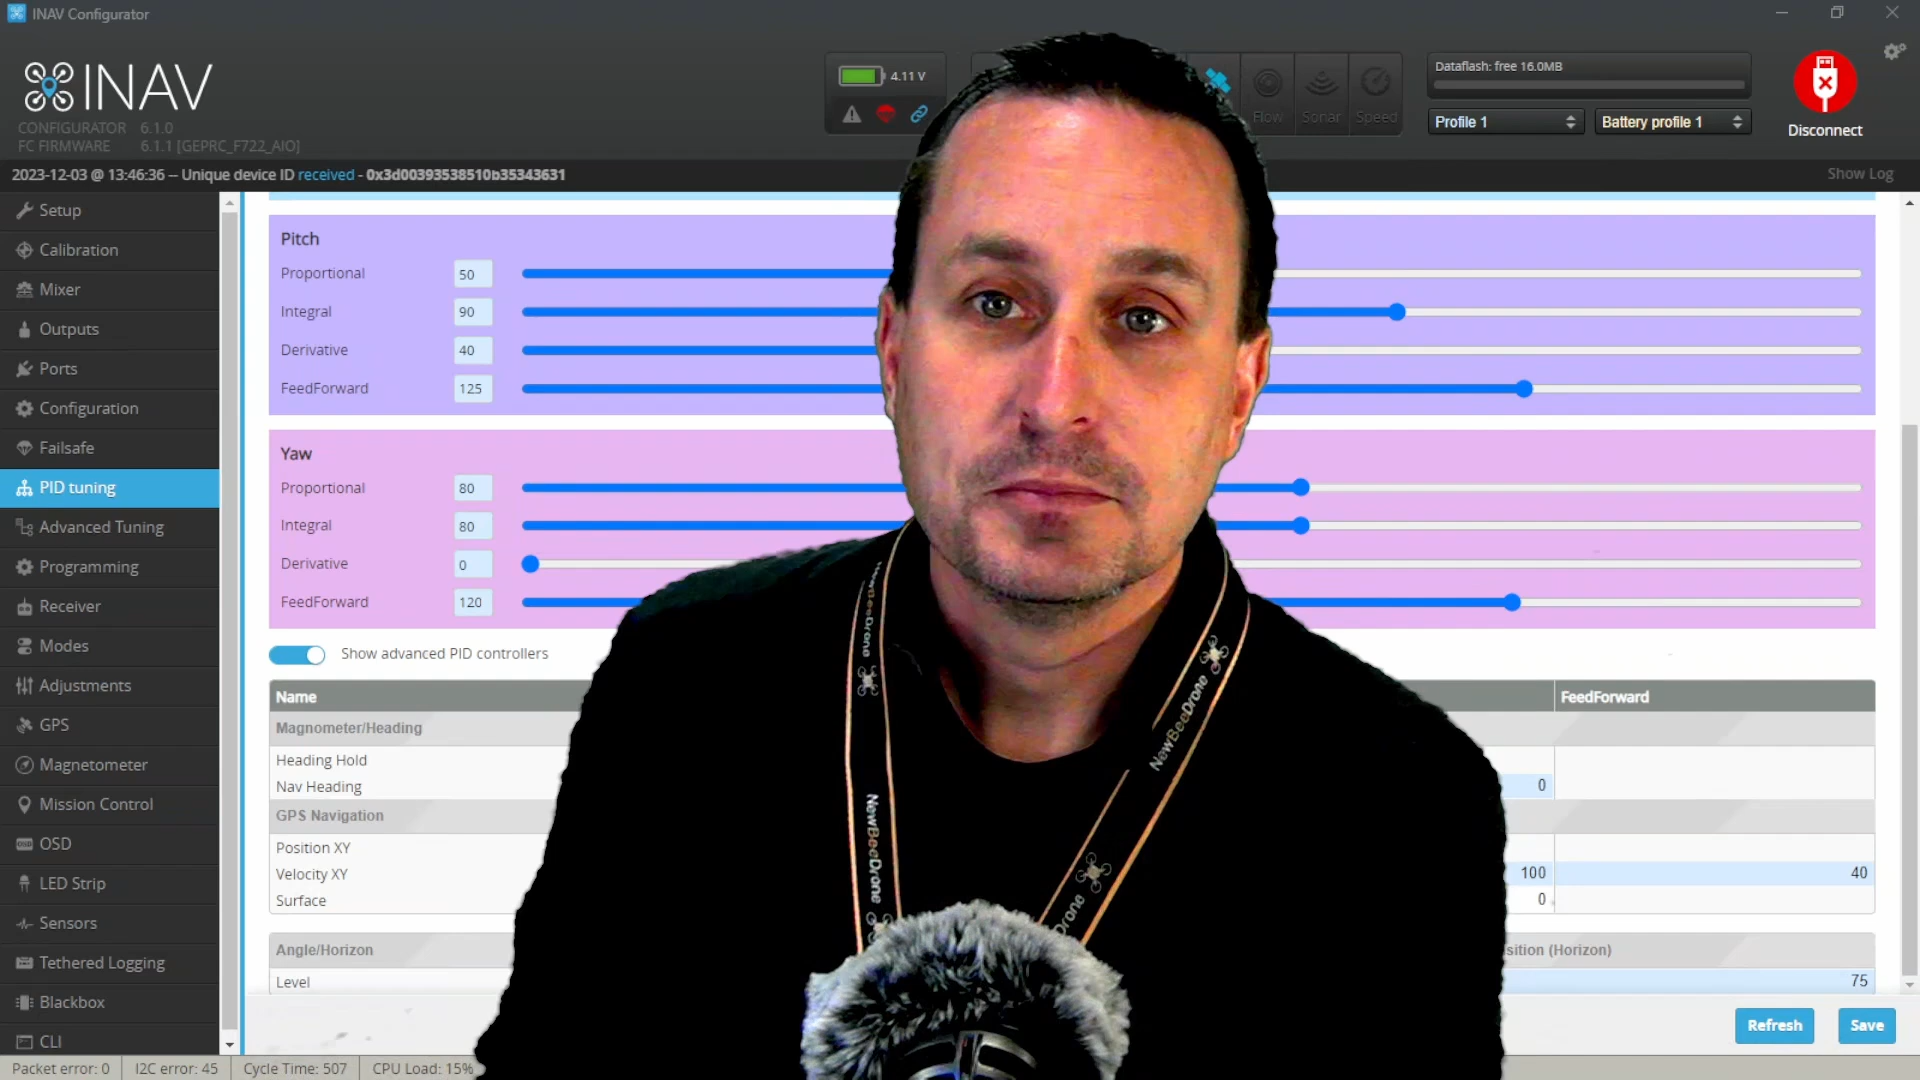 INAV Configurator
INAV
CONFIGURATOR 6.1.0
FC FIRMWARE 6.1.1 [GEPRC_F722_AIO]
4.11 V
Flow
Sonar
Speed
Dataflash: free 16.0MB
Profile 1
Battery profile 1
Disconnect
2023-12-03 @ 13:46:36 -- Unique device ID received - 0x3d00393538510b35343631
Show Log
Setup
Calibration
Mixer
Outputs
Ports
Configuration
Failsafe
PID tuning
Advanced Tuning
Programming
Receiver
Modes
Adjustments
GPS
Magnetometer
Mission Control
OSD
LED Strip
Sensors
Tethered Logging
Blackbox
CLI
Pitch
Proportional 50
Integral 90
Derivative 40
FeedForward 125
Yaw
Proportional 80
Integral 80
Derivative 0
FeedForward 120
Show advanced PID controllers
Name FeedForward
Magnometer/Heading
Heading Hold
Nav Heading 0
GPS Navigation
Position XY
Velocity XY 100 40
Surface 0
Angle/Horizon sition (Horizon)
Level 75
NewBeeDrone
NewBeeDrone
NewBeeDrone
Drone
Refresh
Save
Packet error: 0
I2C error: 45
Cycle Time: 507
CPU Load: 15%